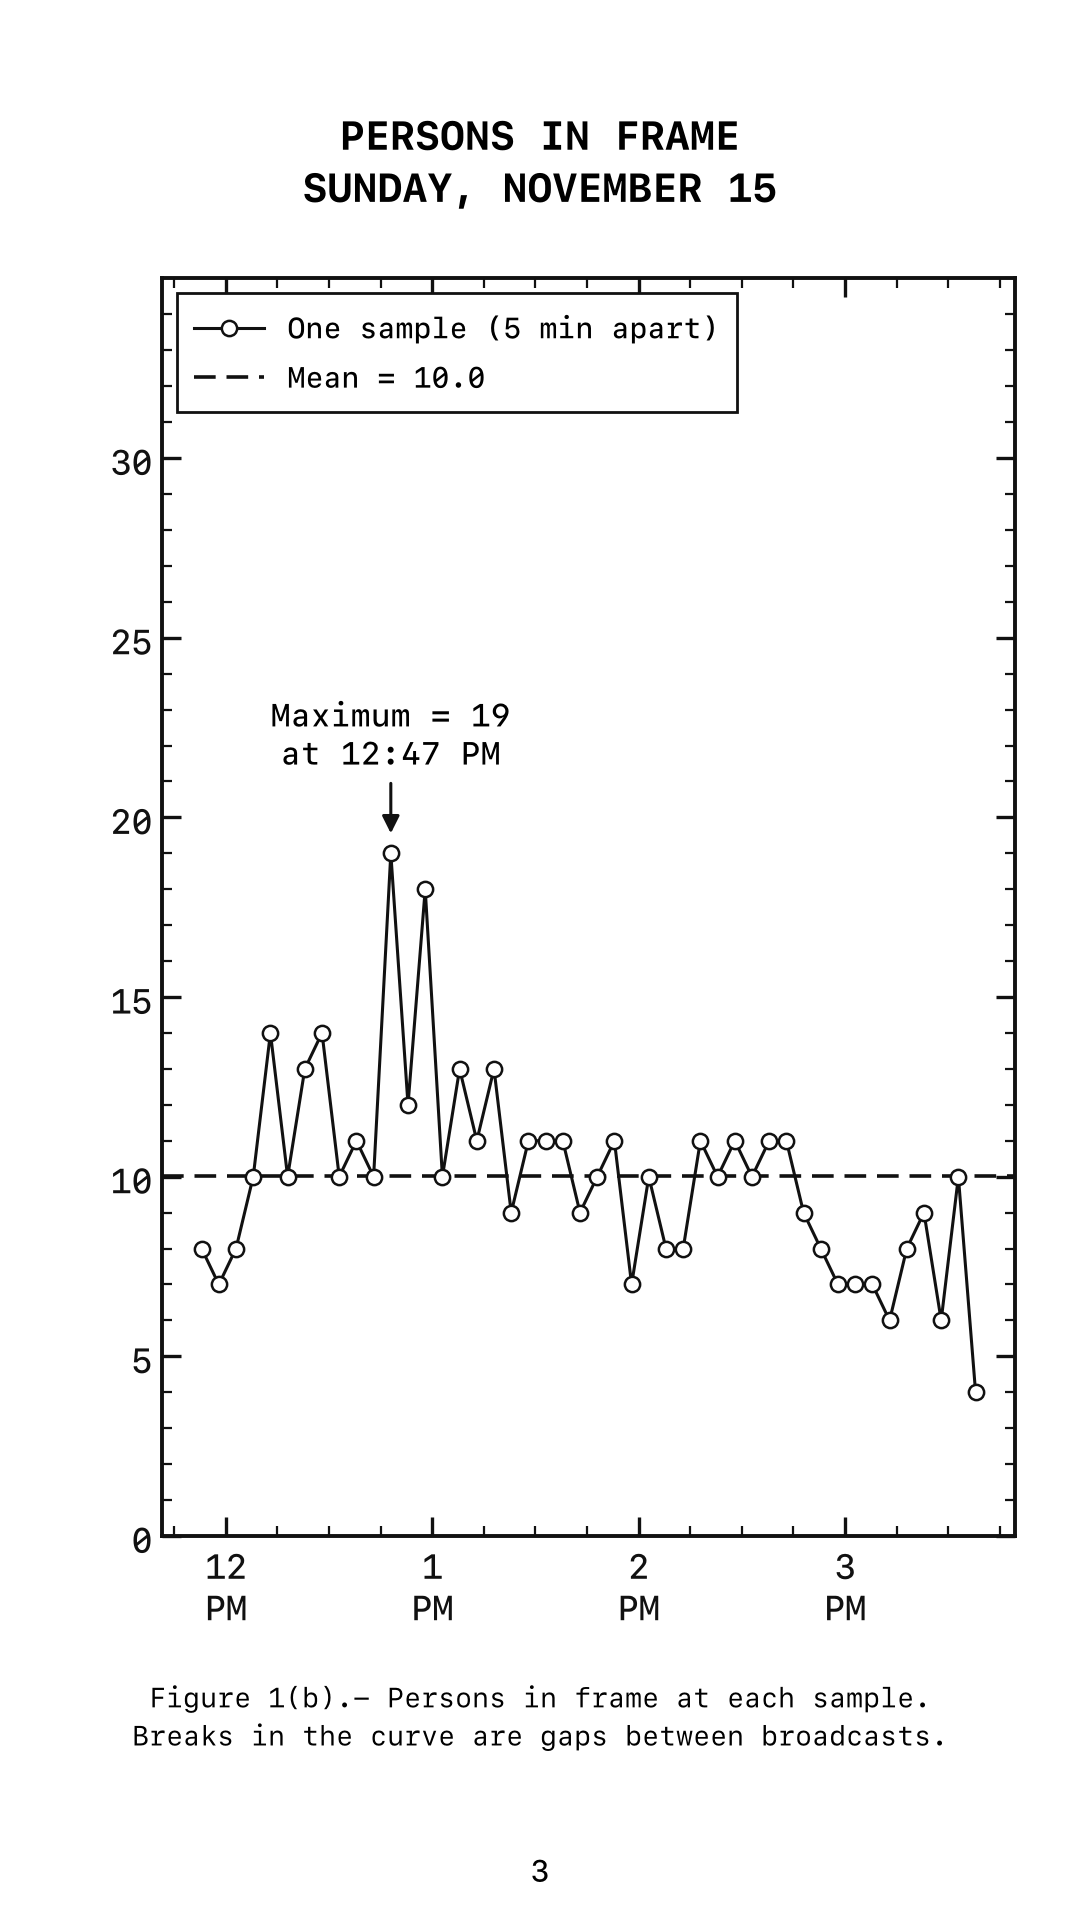 PERSONS IN FRAME
SUNDAY, NOVEMBER 15
One sample (5 min apart)
Mean = 10.0
30
25
Maximum = 19
at 12:47 PM
20
15
10
5
0
12 1 2 3
PM PM PM PM
Figure 1(b).— Persons in frame at each sample.
Breaks in the curve are gaps between broadcasts.
3